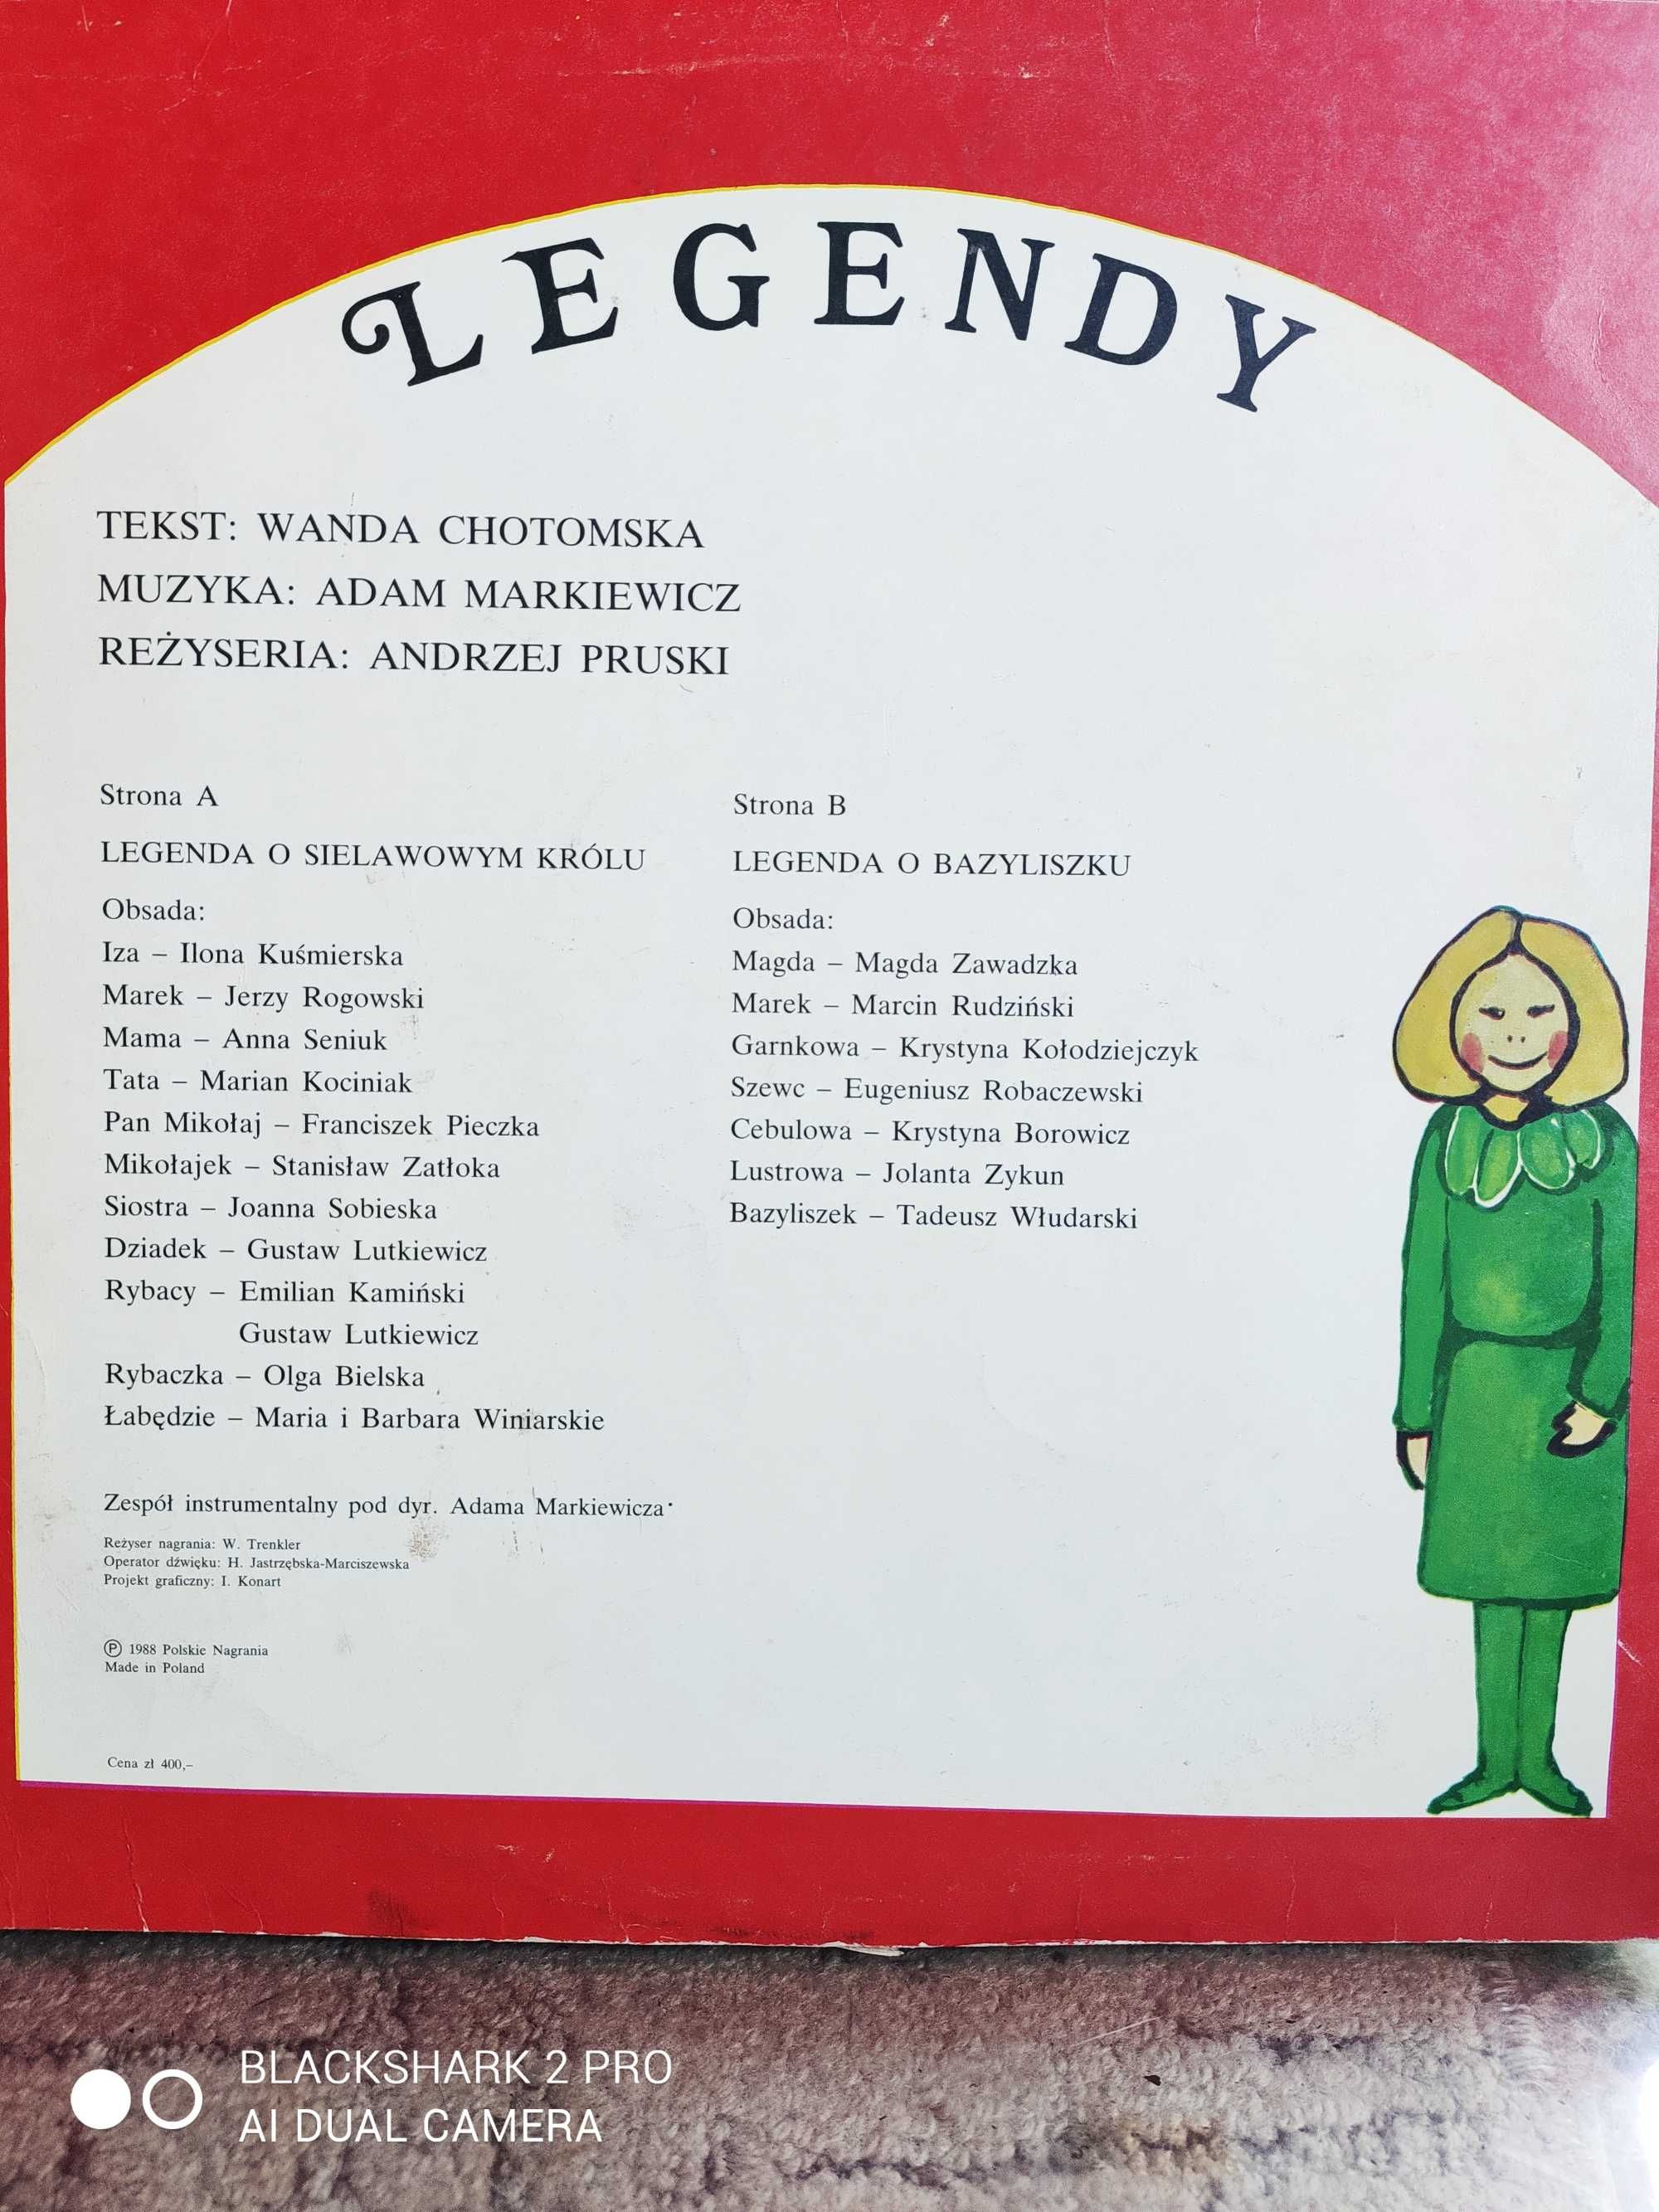 LEGENDY
TEKST: WANDA CHOTOMSKA
MUZYKA: ADAM MARKIEWICZ
REŻYSERIA: ANDRZEJ PRUSKI
Strona A
LEGENDA O SIELAWOWYM KRÓLU
Obsada:
Iza – Ilona Kuśmierska
Marek – Jerzy Rogowski
Mama – Anna Seniuk
Tata – Marian Kociniak
Pan Mikołaj – Franciszek Pieczka
Mikołajek – Stanisław Zatłoka
Siostra – Joanna Sobieska
Dziadek – Gustaw Lutkiewicz
Rybacy – Emilian Kamiński
Gustaw Lutkiewicz
Rybaczka – Olga Bielska
Łabędzie – Maria i Barbara Winiarskie
Strona B
LEGENDA O BAZYLISZKU
Obsada:
Magda – Magda Zawadzka
Marek – Marcin Rudziński
Garnkowa – Krystyna Kołodziejczyk
Szewc – Eugeniusz Robaczewski
Cebulowa – Krystyna Borowicz
Lustrowa – Jolanta Zykun
Bazyliszek – Tadeusz Włudarski
Zespół instrumentalny pod dyr. Adama Markiewicza
Reżyser nagrania: W. Trenkler
Operator dźwięku: H. Jastrzębska-Marciszewska
Projekt graficzny: I. Konart
Ⓟ 1988 Polskie Nagrania
Made in Poland
Cena zł 400,–
BLACKSHARK 2 PRO
AI DUAL CAMERA